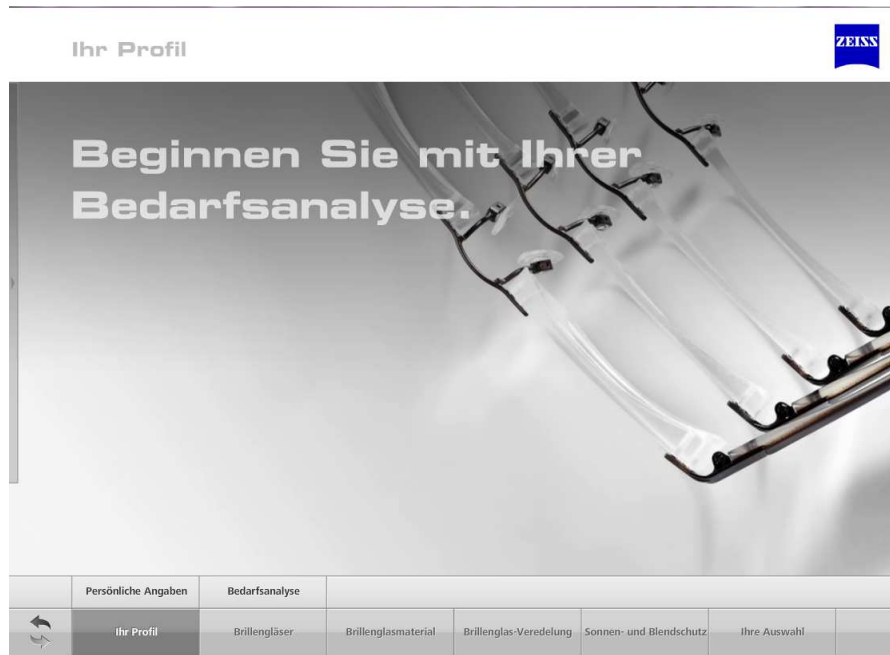 Ihr Profil
ZEISS
Beginnen Sie mit Ihrer
Bedarfsanalyse.
Persönliche Angaben
Bedarfsanalyse
Ihr Profil
Brillengläser
Brillenglasmaterial
Brillenglas-Veredelung
Sonnen- und Blendschutz
Ihre Auswahl